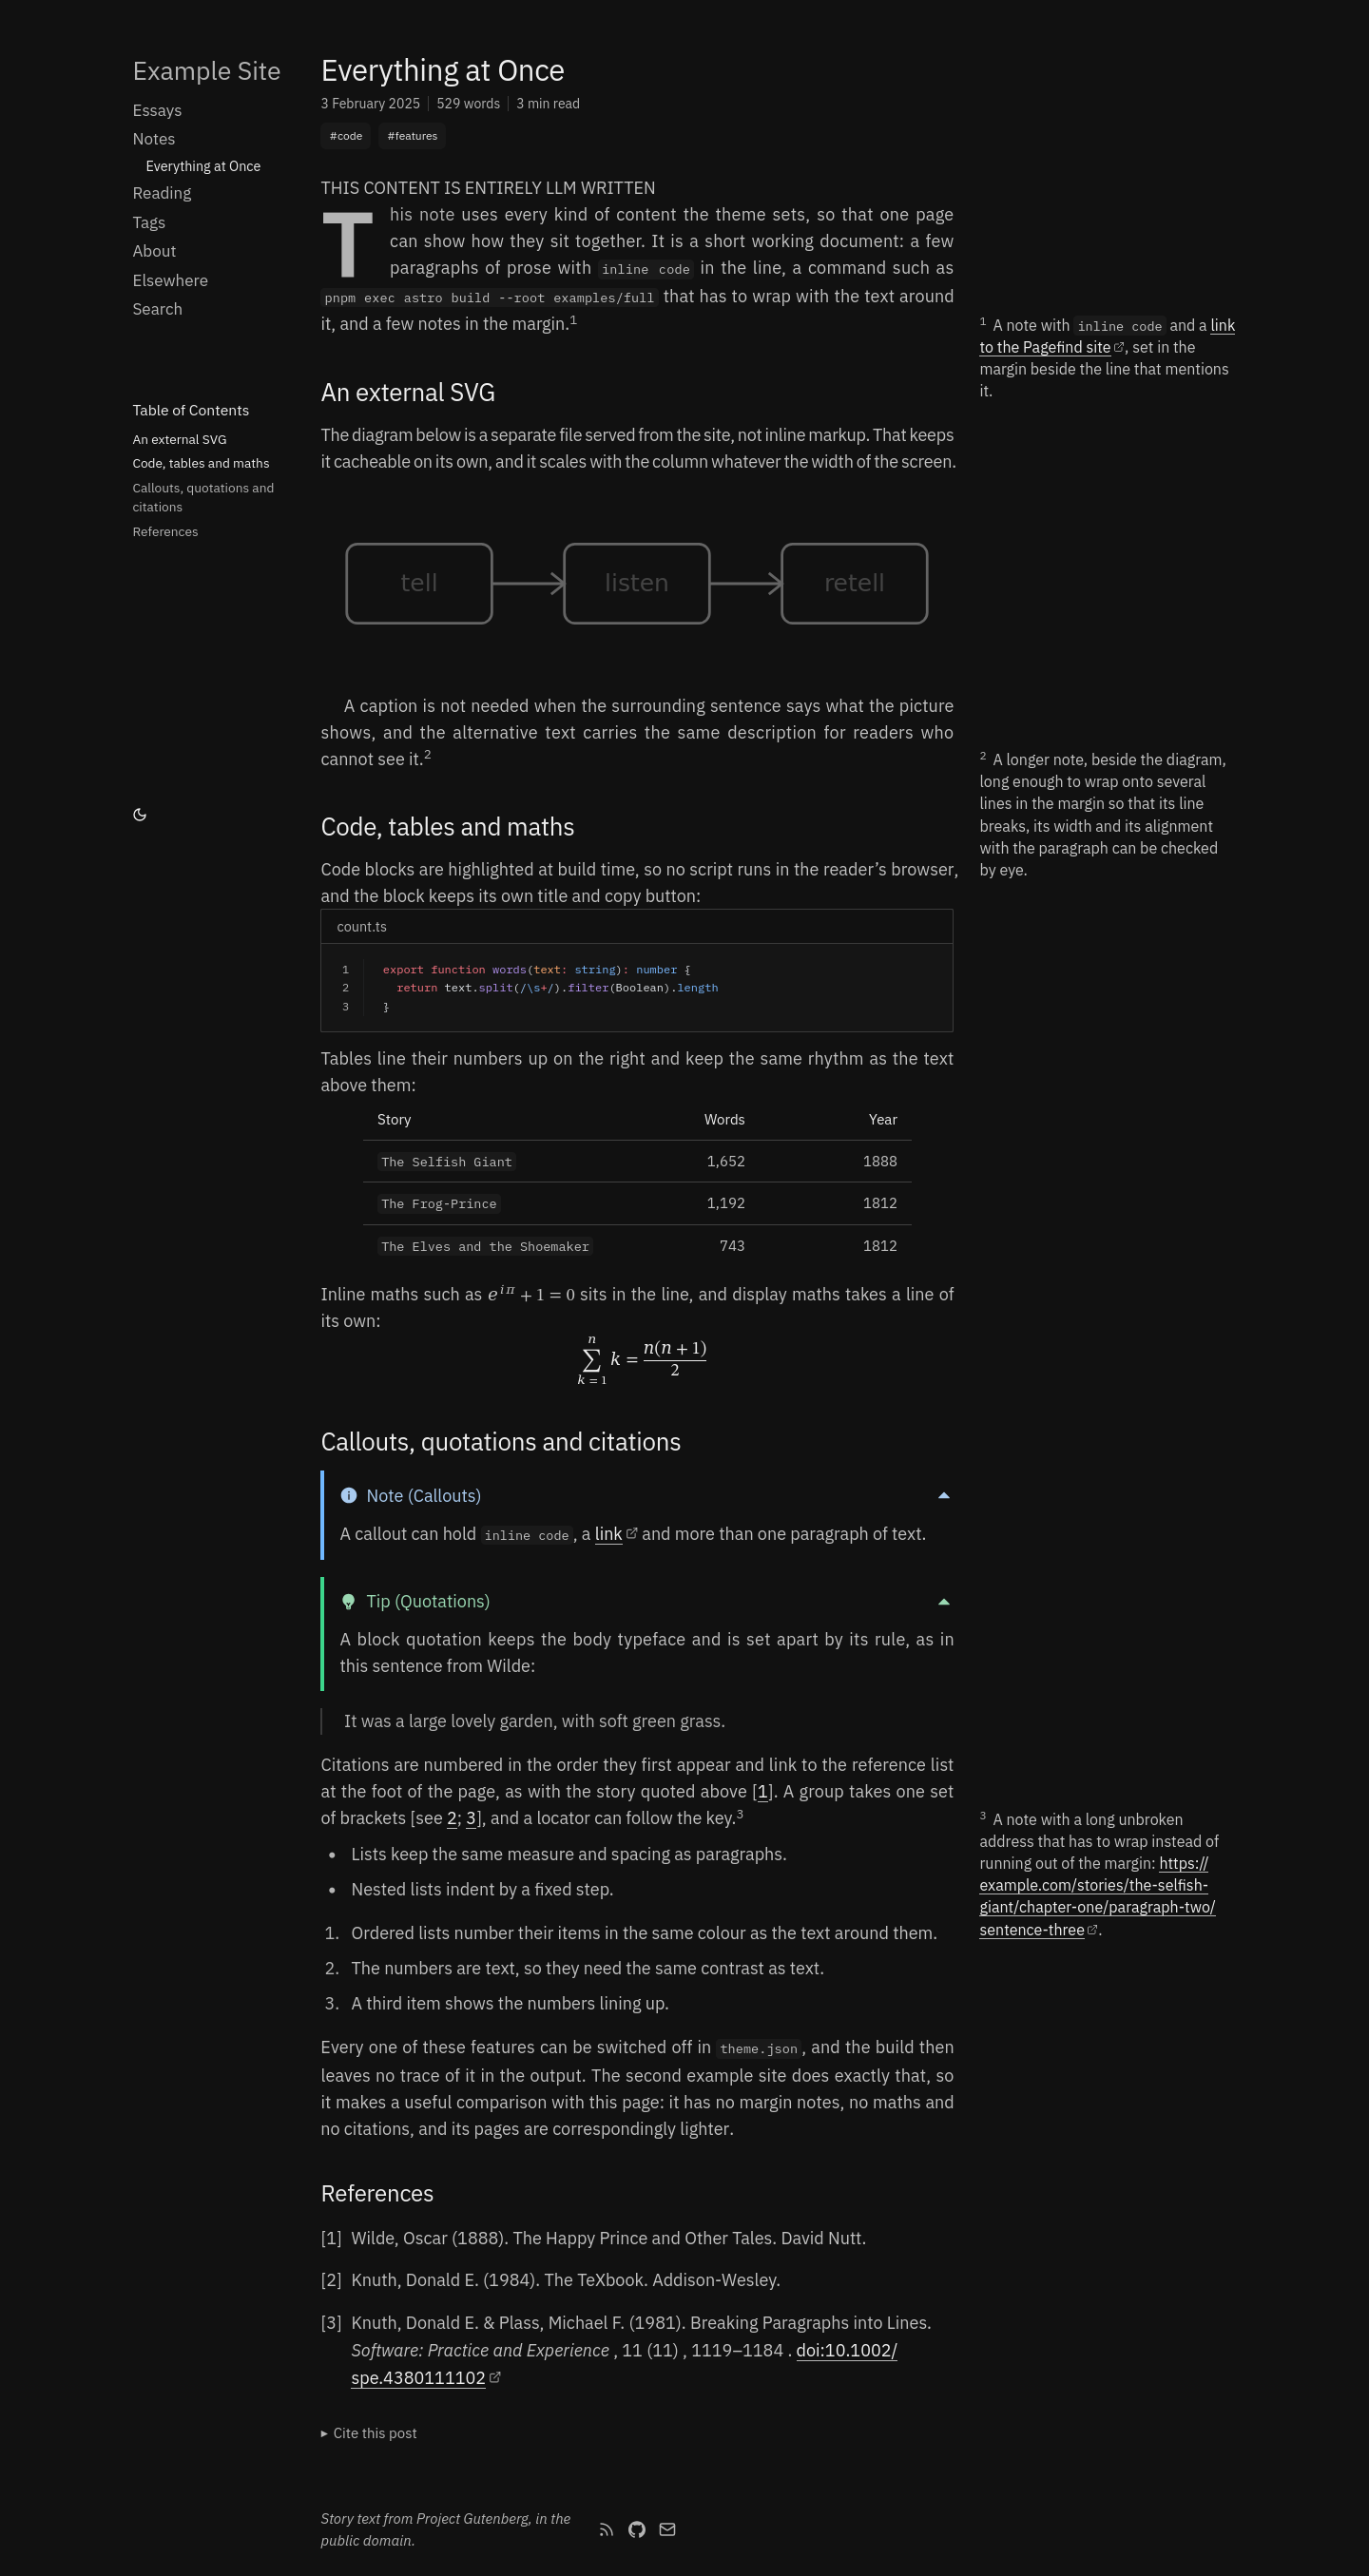 Example Site
Essays
Notes
Everything at Once
Reading
Tags
About
Elsewhere
Search
Table of Contents
An external SVG
Code, tables and maths
Callouts, quotations and
citations
References
Everything at Once
3 February 2025 529 words 3 min read
#code #features
THIS CONTENT IS ENTIRELY LLM WRITTEN
This note uses every kind of content the theme sets, so that one page
can show how they sit together. It is a short working document: a few
paragraphs of prose with inline code in the line, a command such as
pnpm exec astro build --root examples/full that has to wrap with the text around
it, and a few notes in the margin.1
1 A note with inline code and a link
to the Pagefind site, set in the
margin beside the line that mentions
it.
An external SVG
The diagram below is a separate file served from the site, not inline markup. That keeps
it cacheable on its own, and it scales with the column whatever the width of the screen.
tell listen retell
A caption is not needed when the surrounding sentence says what the picture
shows, and the alternative text carries the same description for readers who
cannot see it.2
2 A longer note, beside the diagram,
long enough to wrap onto several
lines in the margin so that its line
breaks, its width and its alignment
with the paragraph can be checked
by eye.
Code, tables and maths
Code blocks are highlighted at build time, so no script runs in the reader’s browser,
and the block keeps its own title and copy button:
count.ts
1 export function words(text: string): number {
2 return text.split(/\s+/).filter(Boolean).length
3 }
Tables line their numbers up on the right and keep the same rhythm as the text
above them:
Story Words Year
The Selfish Giant 1,652 1888
The Frog-Prince 1,192 1812
The Elves and the Shoemaker 743 1812
Inline maths such as e^{iπ} + 1 = 0 sits in the line, and display maths takes a line of
its own:
n
∑ k = n(n + 1)
k = 1 2
Callouts, quotations and citations
Note (Callouts)
A callout can hold inline code, a link and more than one paragraph of text.
Tip (Quotations)
A block quotation keeps the body typeface and is set apart by its rule, as in
this sentence from Wilde:
It was a large lovely garden, with soft green grass.
Citations are numbered in the order they first appear and link to the reference list
at the foot of the page, as with the story quoted above [1]. A group takes one set
of brackets [see 2; 3], and a locator can follow the key.3
3 A note with a long unbroken
address that has to wrap instead of
running out of the margin: https://
example.com/stories/the-selfish-
giant/chapter-one/paragraph-two/
sentence-three.
• Lists keep the same measure and spacing as paragraphs.
• Nested lists indent by a fixed step.
1. Ordered lists number their items in the same colour as the text around them.
2. The numbers are text, so they need the same contrast as text.
3. A third item shows the numbers lining up.
Every one of these features can be switched off in theme.json, and the build then
leaves no trace of it in the output. The second example site does exactly that, so
it makes a useful comparison with this page: it has no margin notes, no maths and
no citations, and its pages are correspondingly lighter.
References
[1] Wilde, Oscar (1888). The Happy Prince and Other Tales. David Nutt.
[2] Knuth, Donald E. (1984). The TeXbook. Addison-Wesley.
[3] Knuth, Donald E. & Plass, Michael F. (1981). Breaking Paragraphs into Lines.
Software: Practice and Experience , 11 (11) , 1119–1184 . doi:10.1002/
spe.4380111102
Cite this post
Story text from Project Gutenberg, in the
public domain.